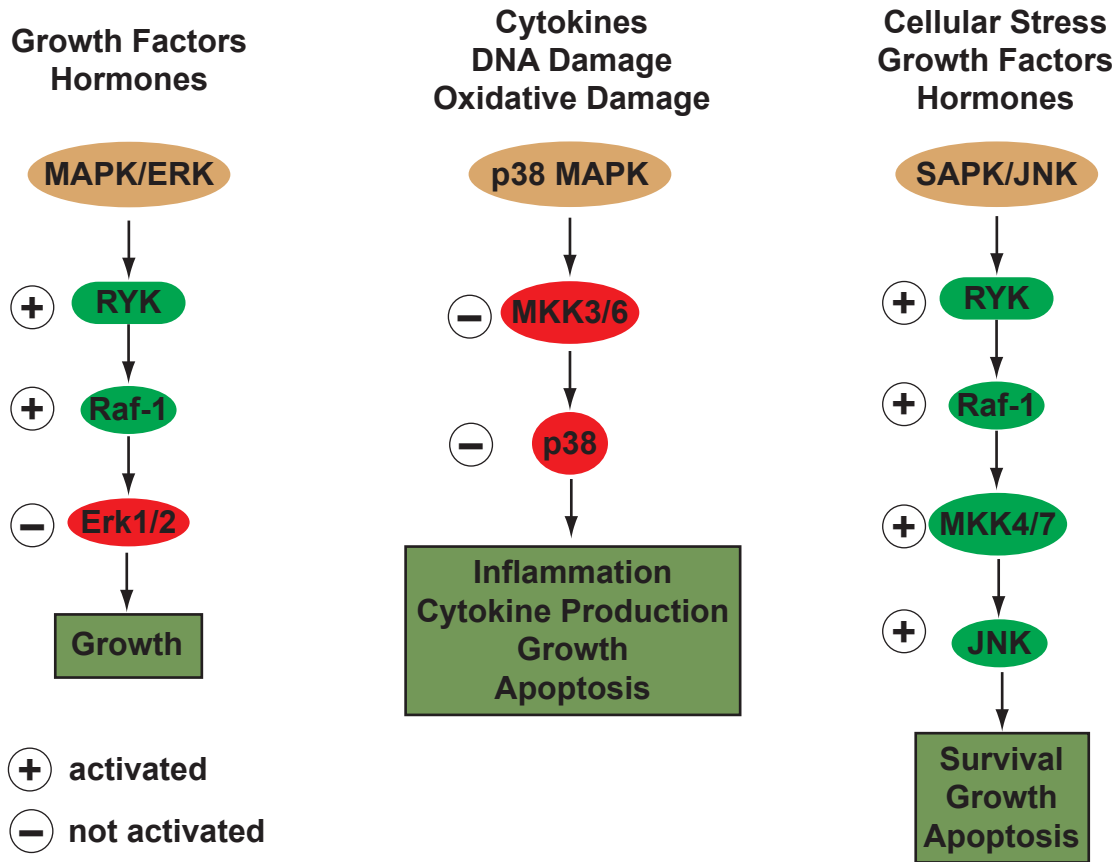 Growth Factors
Hormones
MAPK/ERK
+ RYK
+ Raf-1
− Erk1/2
Growth
Cytokines
DNA Damage
Oxidative Damage
p38 MAPK
− MKK3/6
− p38
Inflammation
Cytokine Production
Growth
Apoptosis
Cellular Stress
Growth Factors
Hormones
SAPK/JNK
+ RYK
+ Raf-1
+ MKK4/7
+ JNK
Survival
Growth
Apoptosis
+ activated
− not activated